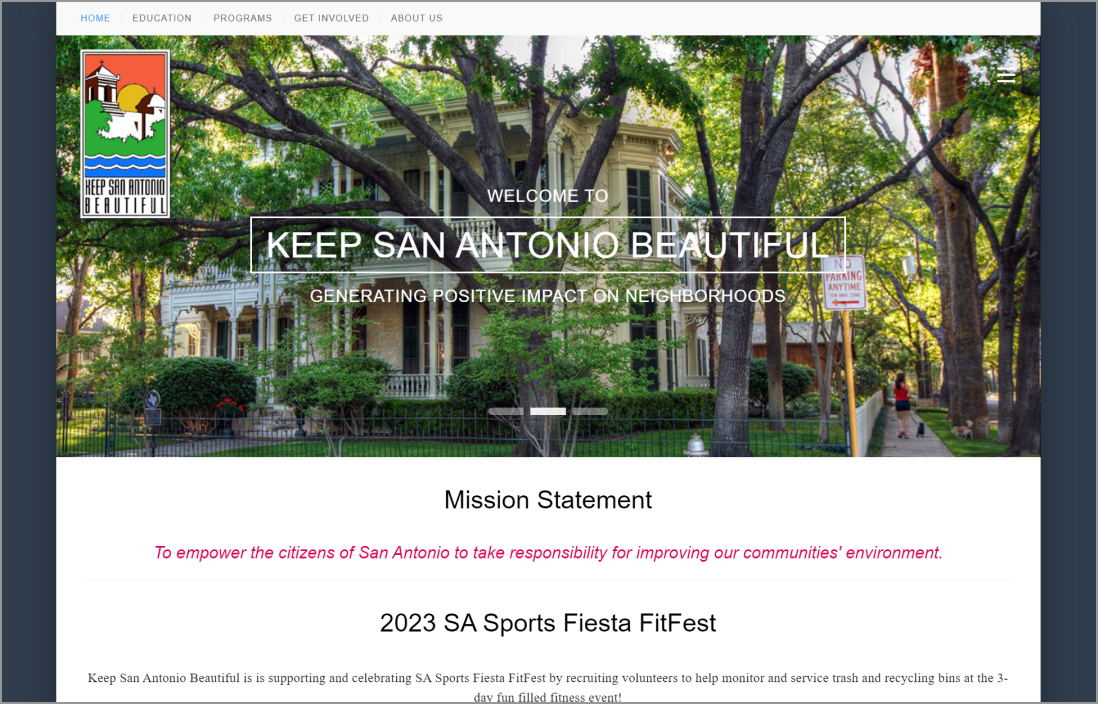 HOME EDUCATION PROGRAMS GET INVOLVED ABOUT US
KEEP SAN ANTONIO
BEAUTIFUL
WELCOME TO
KEEP SAN ANTONIO BEAUTIFUL
GENERATING POSITIVE IMPACT ON NEIGHBORHOODS
NO
PARKING
ANYTIME
Mission Statement
To empower the citizens of San Antonio to take responsibility for improving our communities' environment.
2023 SA Sports Fiesta FitFest
Keep San Antonio Beautiful is is supporting and celebrating SA Sports Fiesta FitFest by recruiting volunteers to help monitor and service trash and recycling bins at the 3-
day fun filled fitness event!